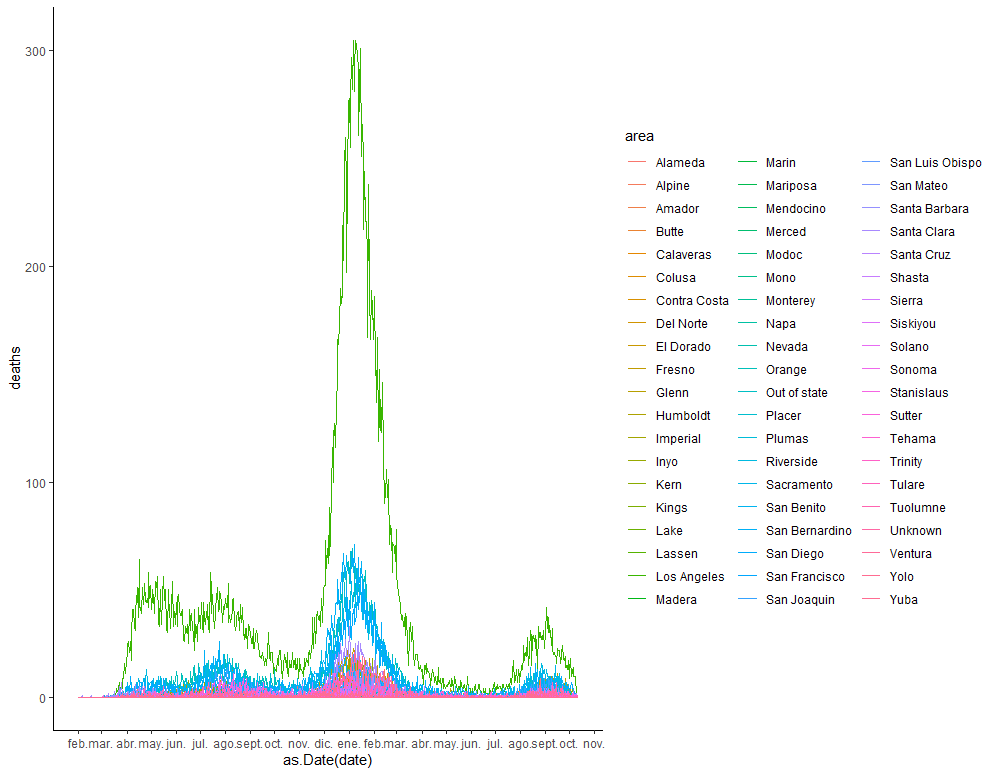 300
200
100
0
deaths
feb. mar. abr. may. jun. jul. ago. sept. oct. nov. dic. ene. feb. mar. abr. may. jun. jul. ago. sept. oct. nov.
as.Date(date)
area
Alameda
Alpine
Amador
Butte
Calaveras
Colusa
Contra Costa
Del Norte
El Dorado
Fresno
Glenn
Humboldt
Imperial
Inyo
Kern
Kings
Lake
Lassen
Los Angeles
Madera
Marin
Mariposa
Mendocino
Merced
Modoc
Mono
Monterey
Napa
Nevada
Orange
Out of state
Placer
Plumas
Riverside
Sacramento
San Benito
San Bernardino
San Diego
San Francisco
San Joaquin
San Luis Obispo
San Mateo
Santa Barbara
Santa Clara
Santa Cruz
Shasta
Sierra
Siskiyou
Solano
Sonoma
Stanislaus
Sutter
Tehama
Trinity
Tulare
Tuolumne
Unknown
Ventura
Yolo
Yuba